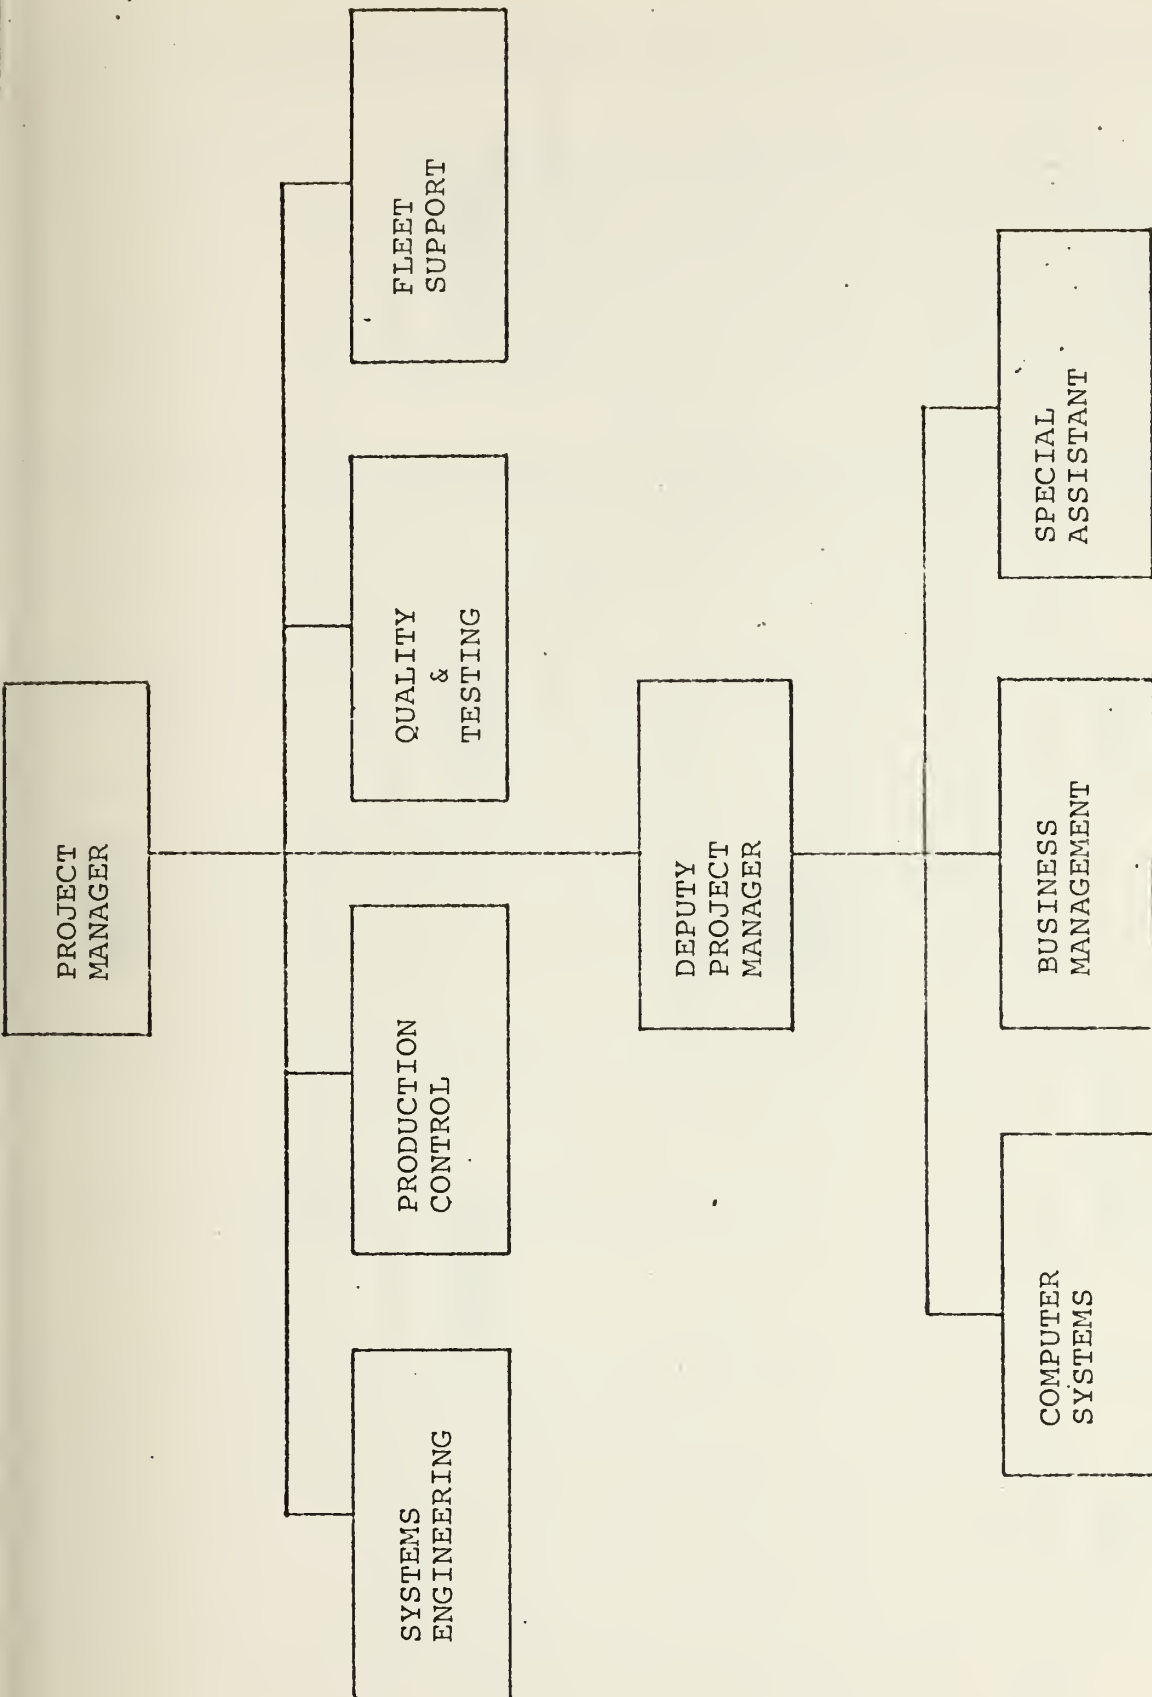 PROJECT
MANAGER
SYSTEMS
ENGINEERING
PRODUCTION
CONTROL
QUALITY
&
TESTING
FLEET
SUPPORT
DEPUTY
PROJECT
MANAGER
COMPUTER
SYSTEMS
BUSINESS
MANAGEMENT
SPECIAL
ASSISTANT